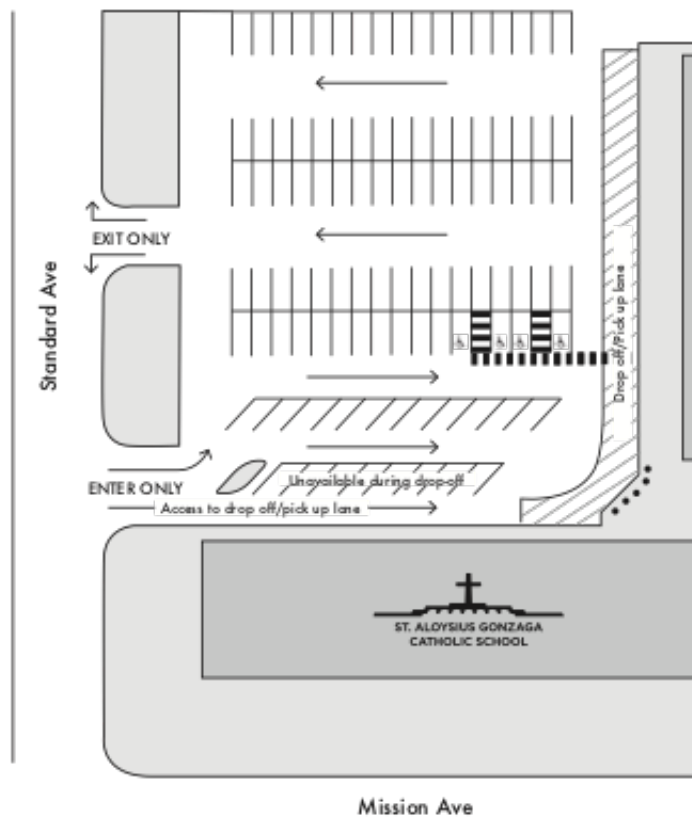 EXIT ONLY
Standard Ave
Drop off/Pick up lane
ENTER ONLY
Unavailable during drop-off
Access to drop off/pick up lane
ST. ALOYSIUS GONZAGA
CATHOLIC SCHOOL
Mission Ave